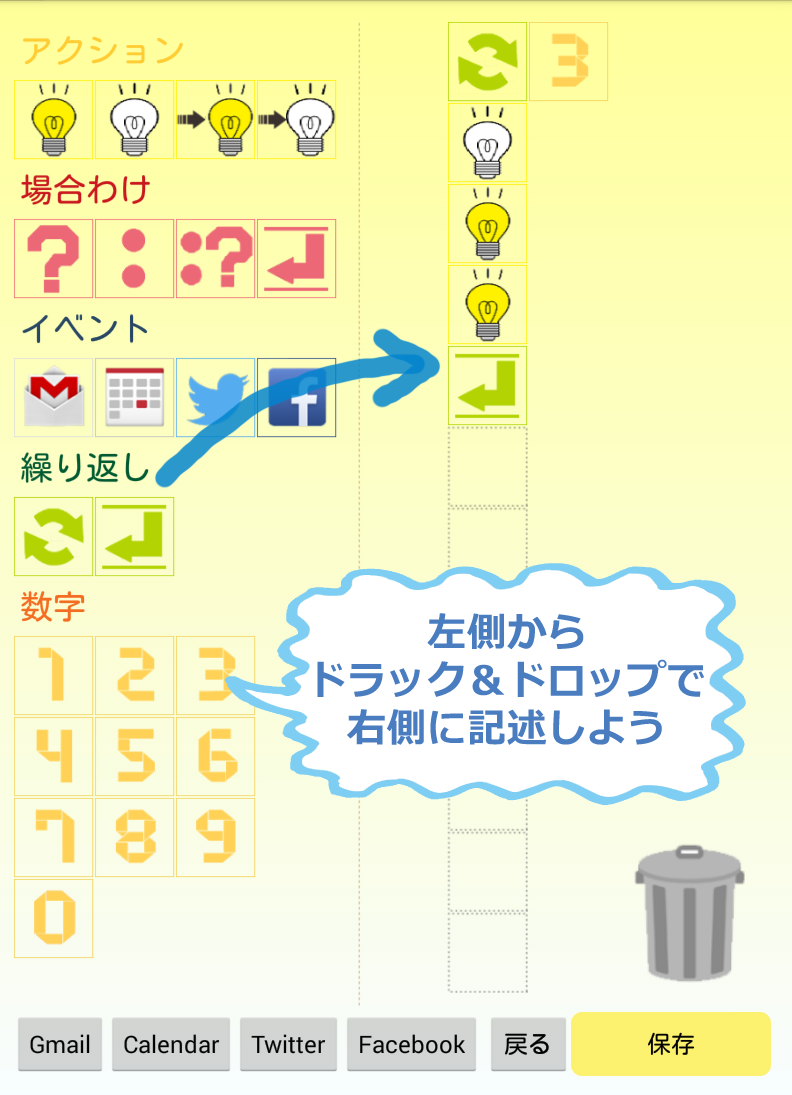 アクション
3
場合わけ
イベント
繰り返し
数字
1 2 3
4 5 6
7 8 9
0
左側から
ドラック＆ドロップで
右側に記述しよう
Gmail Calendar Twitter Facebook 戻る 保存